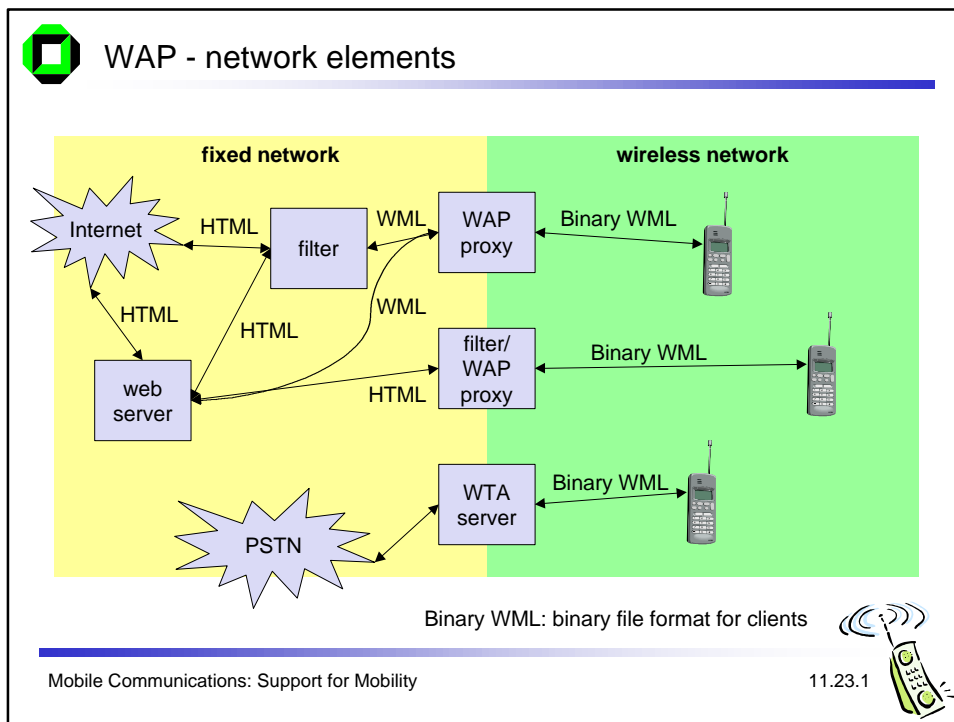 WAP - network elements
fixed network
wireless network
Internet
HTML
filter
WML
WAP
proxy
Binary WML
HTML
HTML
WML
web
server
HTML
filter/
WAP
proxy
Binary WML
PSTN
WTA
server
Binary WML
Binary WML: binary file format for clients
Mobile Communications: Support for Mobility
11.23.1